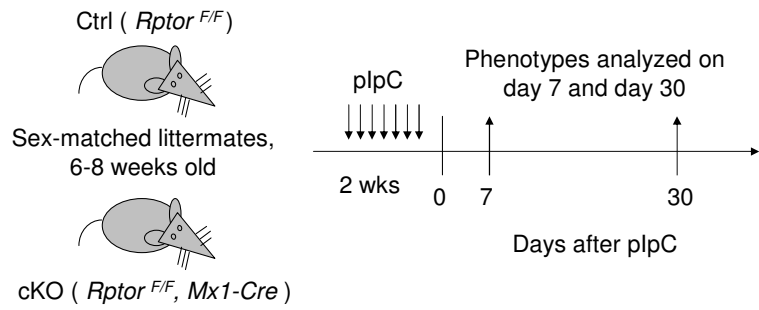 Ctrl ( Rptor F/F)
Sex-matched littermates,
6-8 weeks old
cKO ( Rptor F/F, Mx1-Cre )
pIpC
2 wks
Phenotypes analyzed on
day 7 and day 30
0
7
30
Days after pIpC